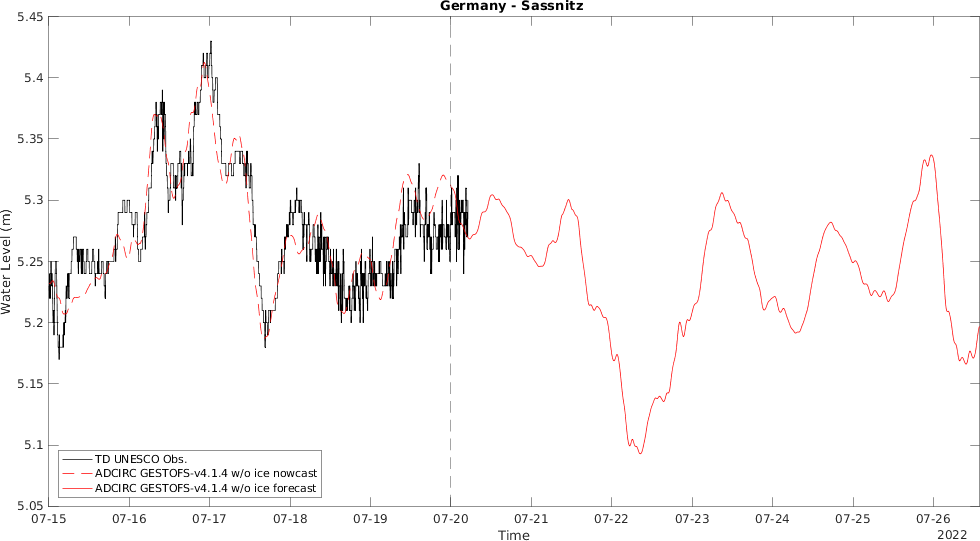 Germany - Sassnitz
5.45
5.4
5.35
5.3
5.25
5.2
5.15
5.1
5.05
Water Level (m)
TD UNESCO Obs.
ADCIRC GESTOFS-v4.1.4 w/o ice nowcast
ADCIRC GESTOFS-v4.1.4 w/o ice forecast
07-15 07-16 07-17 07-18 07-19 07-20 07-21 07-22 07-23 07-24 07-25 07-26
Time
2022